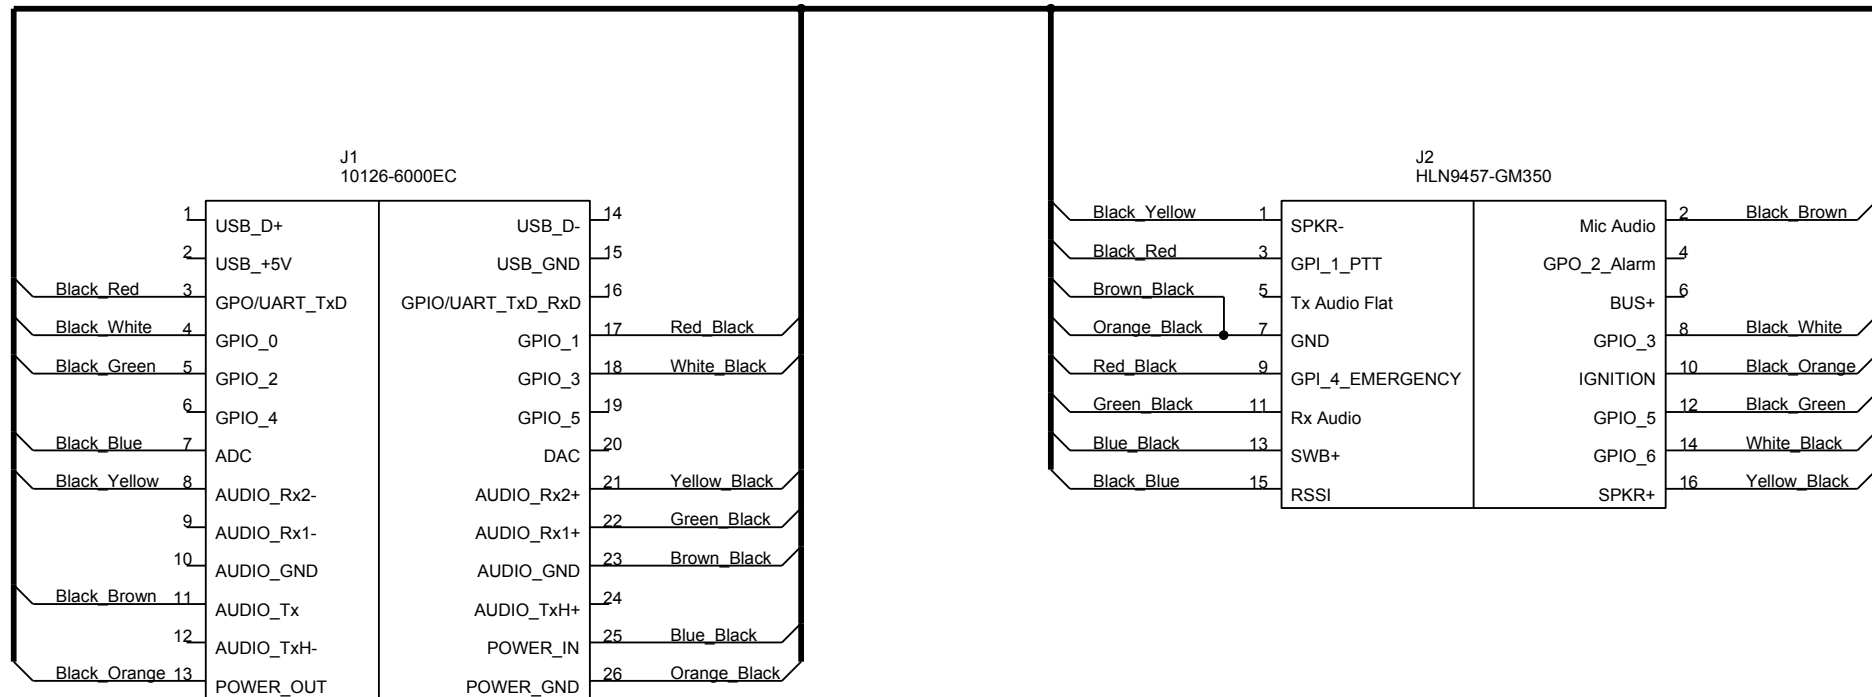 J1
10126-6000EC
1 USB_D+ USB_D- 14
2 USB_+5V USB_GND 15
Black_Red 3 GPO/UART_TxD GPIO/UART_TxD_RxD 16
Black_White 4 GPIO_0 GPIO_1 17 Red_Black
Black_Green 5 GPIO_2 GPIO_3 18 White_Black
6 GPIO_4 GPIO_5 19
Black_Blue 7 ADC DAC 20
Black_Yellow 8 AUDIO_Rx2- AUDIO_Rx2+ 21 Yellow_Black
9 AUDIO_Rx1- AUDIO_Rx1+ 22 Green_Black
10 AUDIO_GND AUDIO_GND 23 Brown_Black
Black_Brown 11 AUDIO_Tx AUDIO_TxH+ 24
12 AUDIO_TxH- POWER_IN 25 Blue_Black
Black_Orange 13 POWER_OUT POWER_GND 26 Orange_Black
J2
HLN9457-GM350
Black_Yellow 1 SPKR- Mic Audio 2 Black_Brown
Black_Red 3 GPI_1_PTT GPO_2_Alarm 4
Brown_Black 5 Tx Audio Flat BUS+ 6
Orange_Black 7 GND GPIO_3 8 Black_White
Red_Black 9 GPI_4_EMERGENCY IGNITION 10 Black_Orange
Green_Black 11 Rx Audio GPIO_5 12 Black_Green
Blue_Black 13 SWB+ GPIO_6 14 White_Black
Black_Blue 15 RSSI SPKR+ 16 Yellow_Black